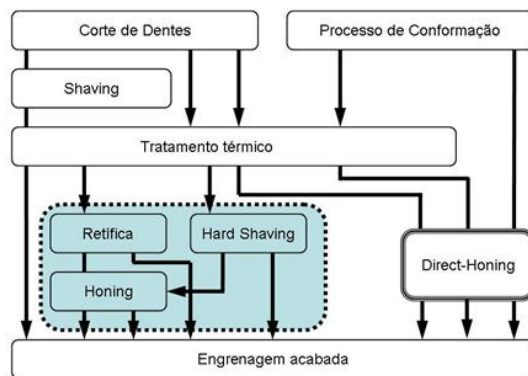 Corte de Dentes
Processo de Conformação
Shaving
Tratamento térmico
Retífica
Hard Shaving
Direct-Honing
Honing
Engrenagem acabada